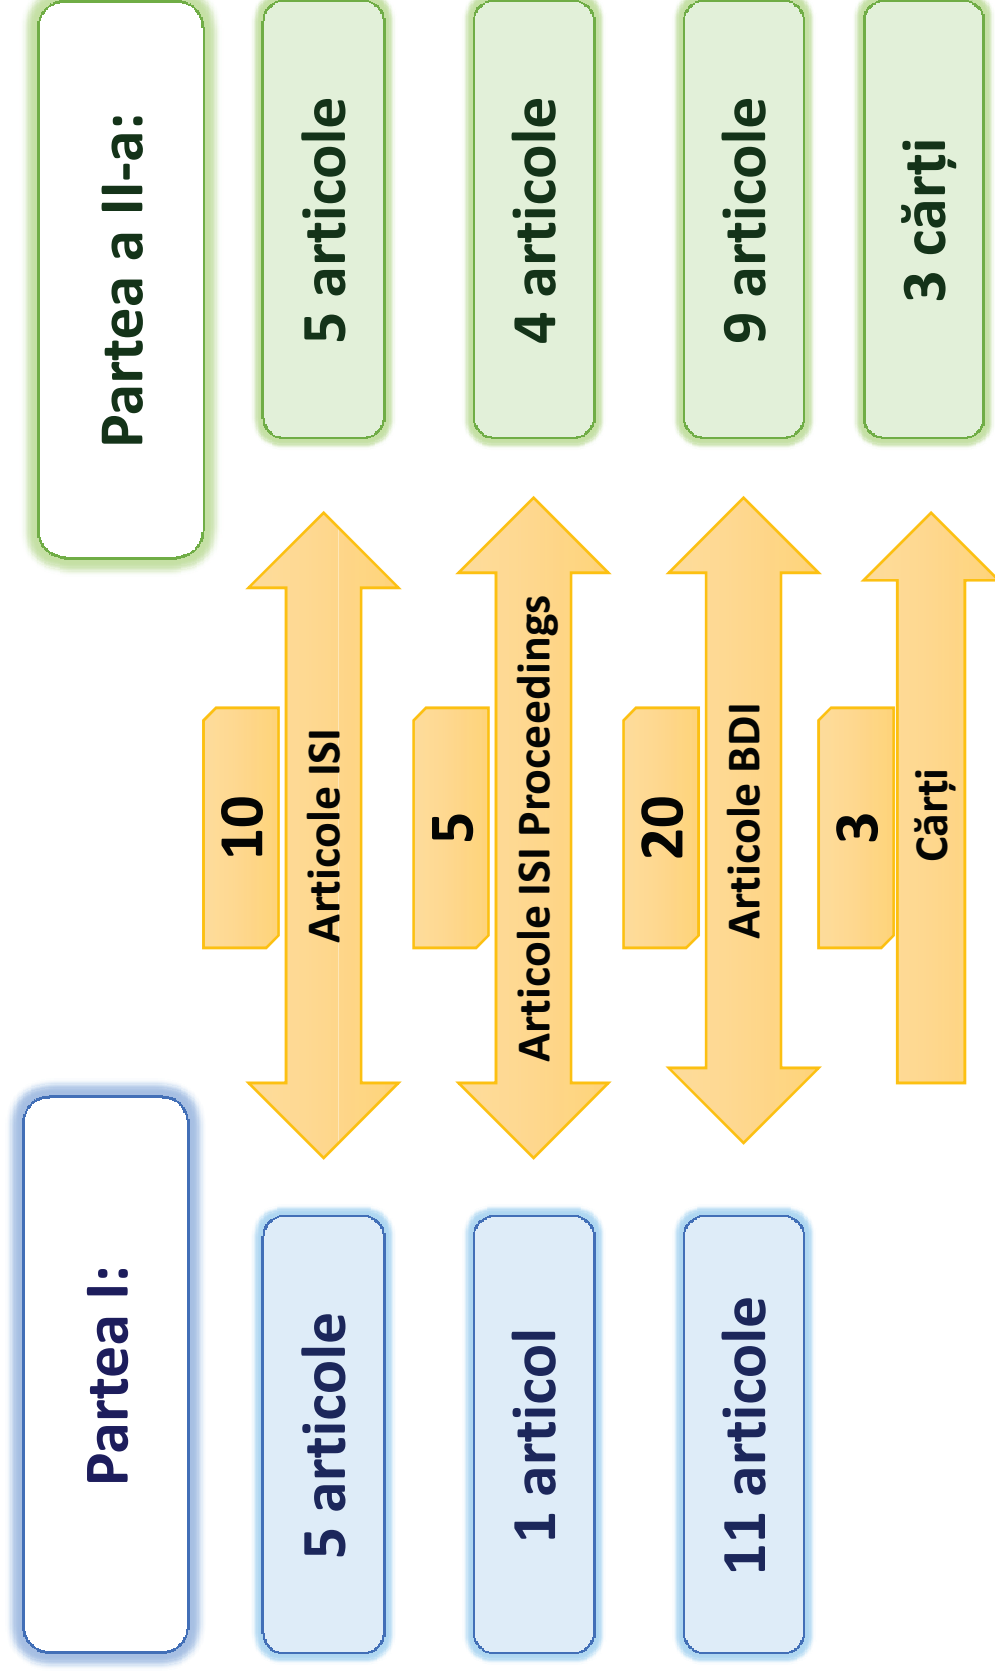 Partea I:
Partea a II-a:
10
5 articole
Articole ISI
5 articole
5
1 articol
Articole ISI Proceedings
4 articole
20
11 articole
Articole BDI
9 articole
3
Cărți
3 cărți